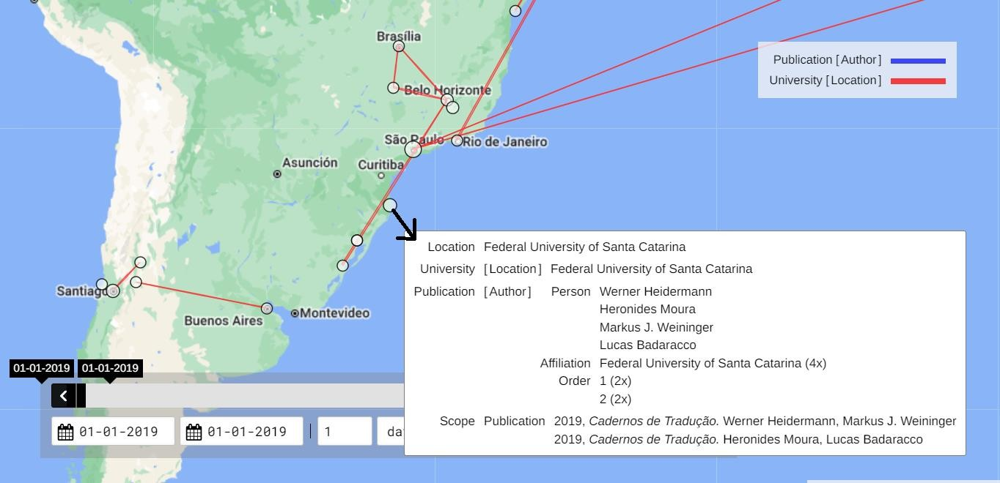 Brasília
Publication [Author]
University [Location]
Belo Horizonte
São Paulo
Rio de Janeiro
Asunción
Curitiba
Location Federal University of Santa Catarina
University [Location] Federal University of Santa Catarina
Publication [Author] Person Werner Heidermann
Heronides Moura
Markus J. Weininger
Lucas Badaracco
Affiliation Federal University of Santa Catarina (4x)
Order 1 (2x)
2 (2x)
Scope Publication 2019, Cadernos de Tradução. Werner Heidermann, Markus J. Weininger
2019, Cadernos de Tradução. Heronides Moura, Lucas Badaracco
Santiago
Buenos Aires
Montevideo
01-01-2019 01-01-2019
01-01-2019 01-01-2019 1 da